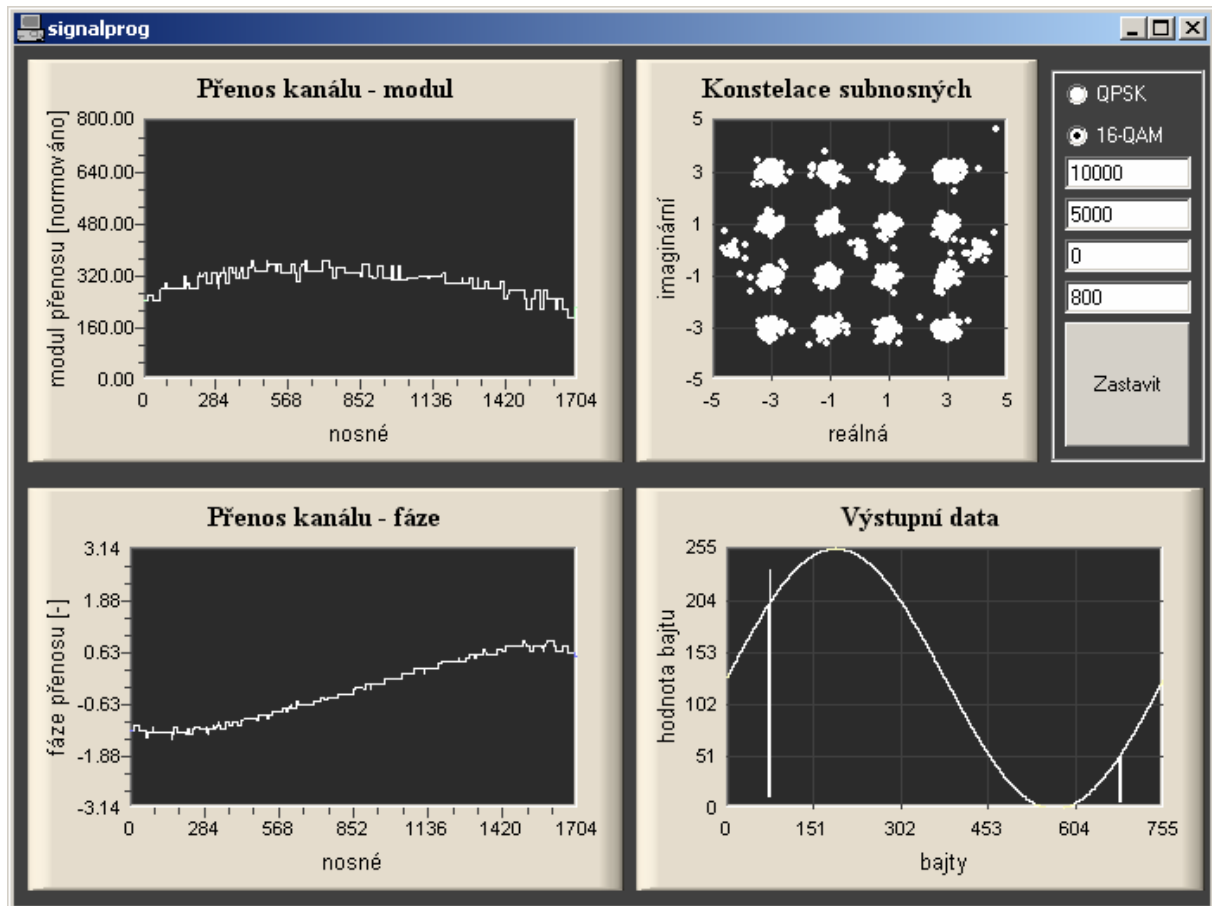 signalprog
Přenos kanálu - modul
modul přenosu [normováno]
800.00
640.00
480.00
320.00
160.00
0.00
0 284 568 852 1136 1420 1704
nosné
Konstelace subnosných
imaginární
5
3
1
-1
-3
-5
-5 -3 -1 1 3 5
reálná
QPSK
16-QAM
10000
5000
0
800
Zastavit
Přenos kanálu - fáze
fáze přenosu [-]
3.14
1.88
0.63
-0.63
-1.88
-3.14
0 284 568 852 1136 1420 1704
nosné
Výstupní data
hodnota bajtu
255
204
153
102
51
0
0 151 302 453 604 755
bajty